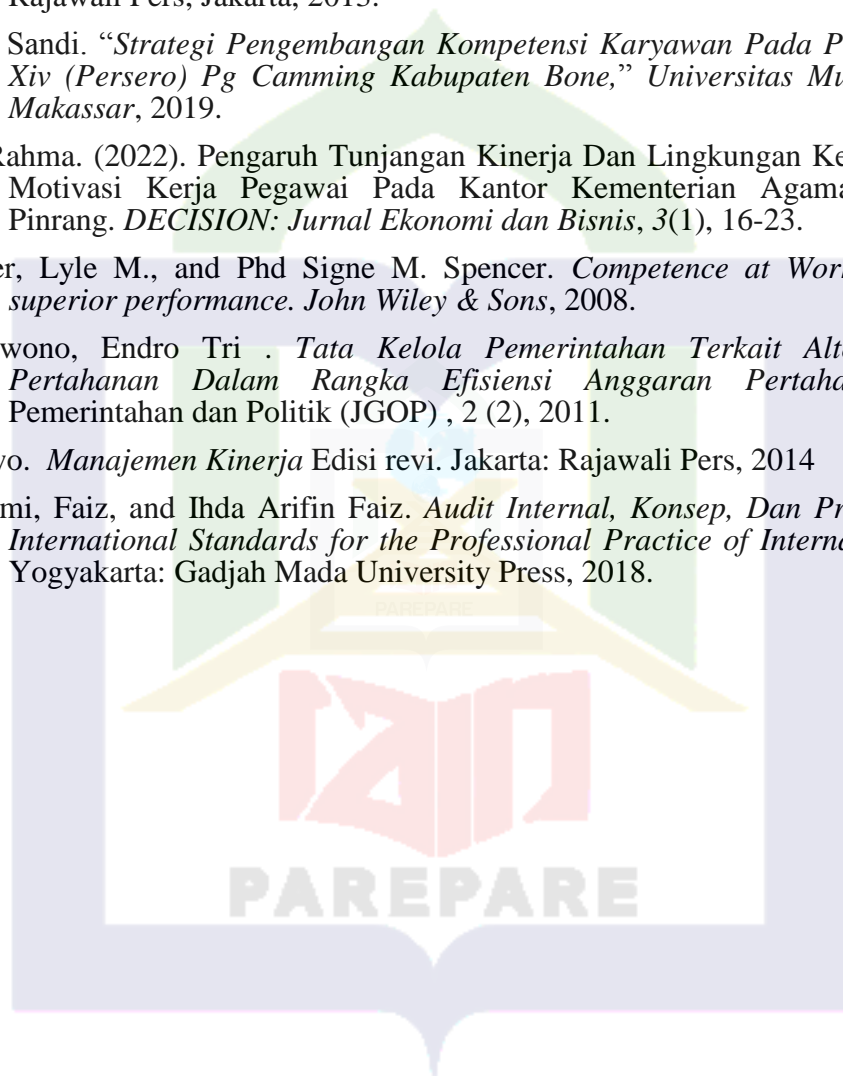 Rajawali Pers, Jakarta, 2013.
Sandi. “Strategi Pengembangan Kompetensi Karyawan Pada P
Xiv (Persero) Pg Camming Kabupaten Bone,” Universitas Mu
Makassar, 2019.
Rahma. (2022). Pengaruh Tunjangan Kinerja Dan Lingkungan Ke
Motivasi Kerja Pegawai Pada Kantor Kementerian Agama
Pinrang. DECISION: Jurnal Ekonomi dan Bisnis, 3(1), 16-23.
er, Lyle M., and Phd Signe M. Spencer. Competence at Work
superior performance. John Wiley & Sons, 2008.
wono, Endro Tri . Tata Kelola Pemerintahan Terkait Alte
Pertahanan Dalam Rangka Efisiensi Anggaran Pertaha
Pemerintahan dan Politik (JGOP) , 2 (2), 2011.
vo. Manajemen Kinerja Edisi revi. Jakarta: Rajawali Pers, 2014
mi, Faiz, and Ihda Arifin Faiz. Audit Internal, Konsep, Dan Pr
International Standards for the Professional Practice of Interna
Yogyakarta: Gadjah Mada University Press, 2018.
PAREPARE
iain
PAREPARE